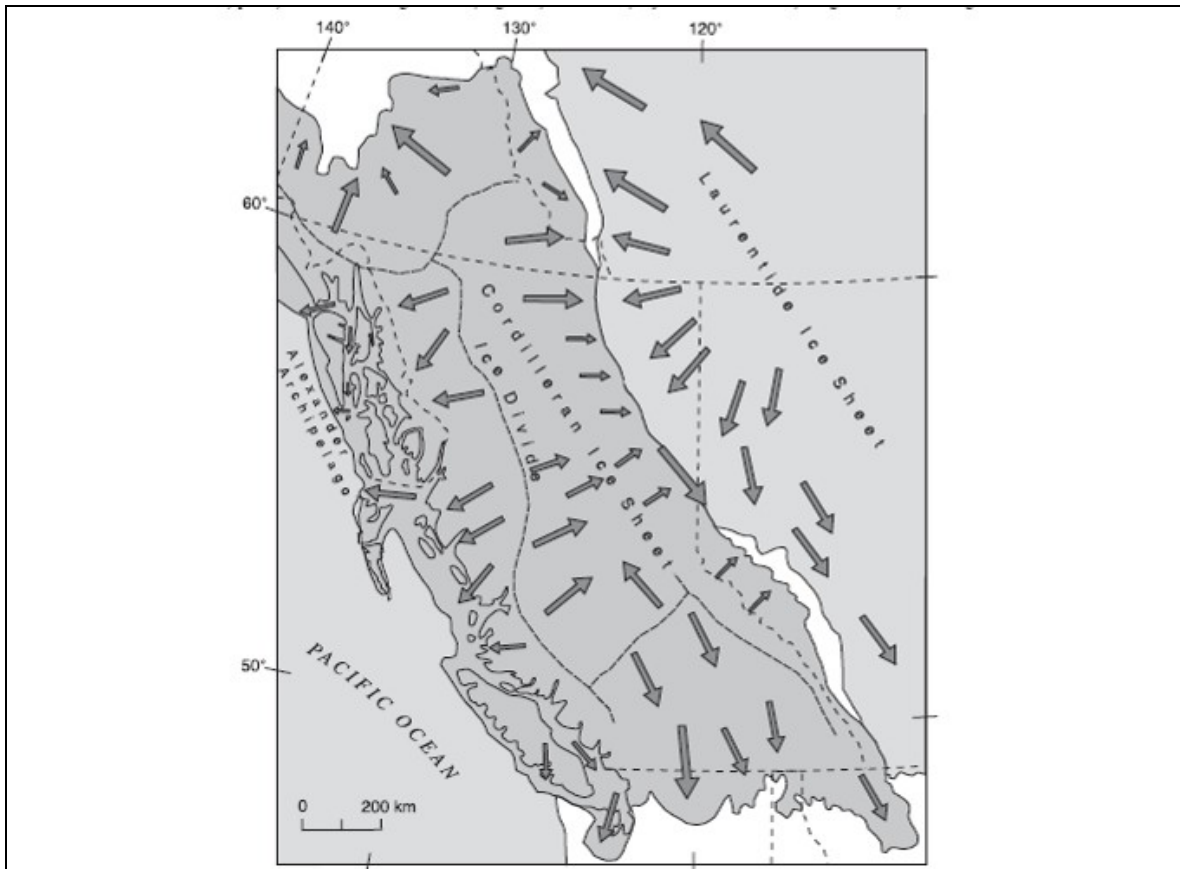 140°
130°
120°
60°
Laurentide Ice Sheet
Cordilleran Ice Sheet
Ice Divide
Alexander
Archipelago
50°
PACIFIC OCEAN
0 200 km